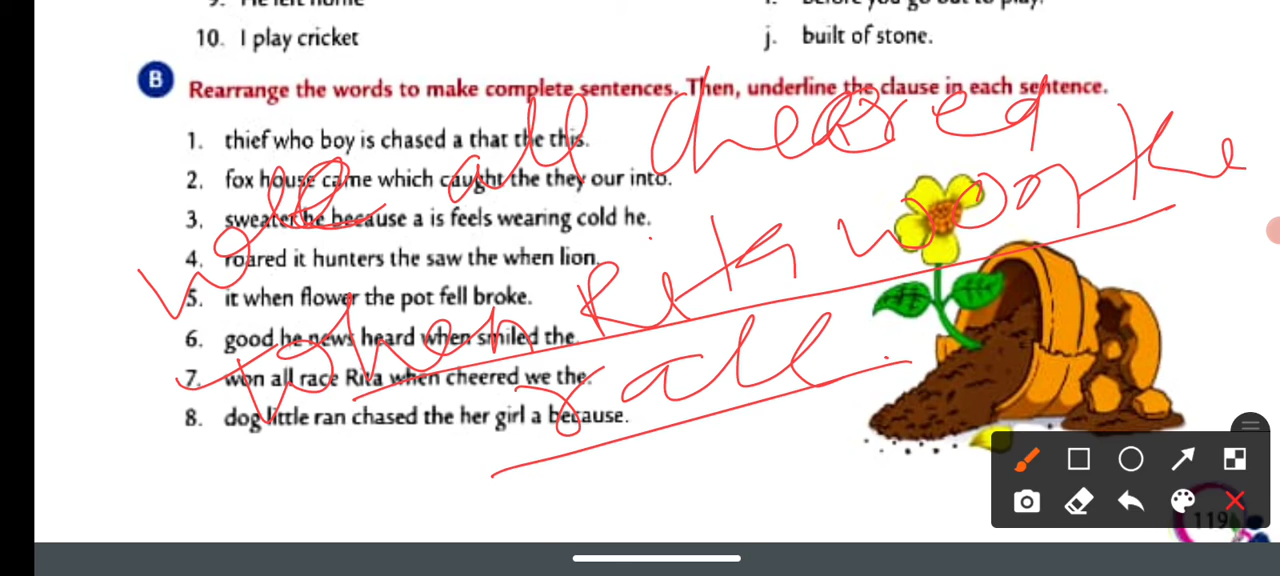 10. I play cricket
j. built of stone.
B Rearrange the words to make complete sentences. Then, underline the clause in each sentence.
1. thief who boy is chased a that the this.
2. fox house came which caught the they our into.
3. sweater he because a is feels wearing cold he.
4. roared it hunters the saw the when lion.
5. it when flower the pot fell broke.
6. good he news heard when smiled the.
7. won all race Rita when cheered we the.
8. dog little ran chased the her girl a because.
We all cheered
when Rita won the
119